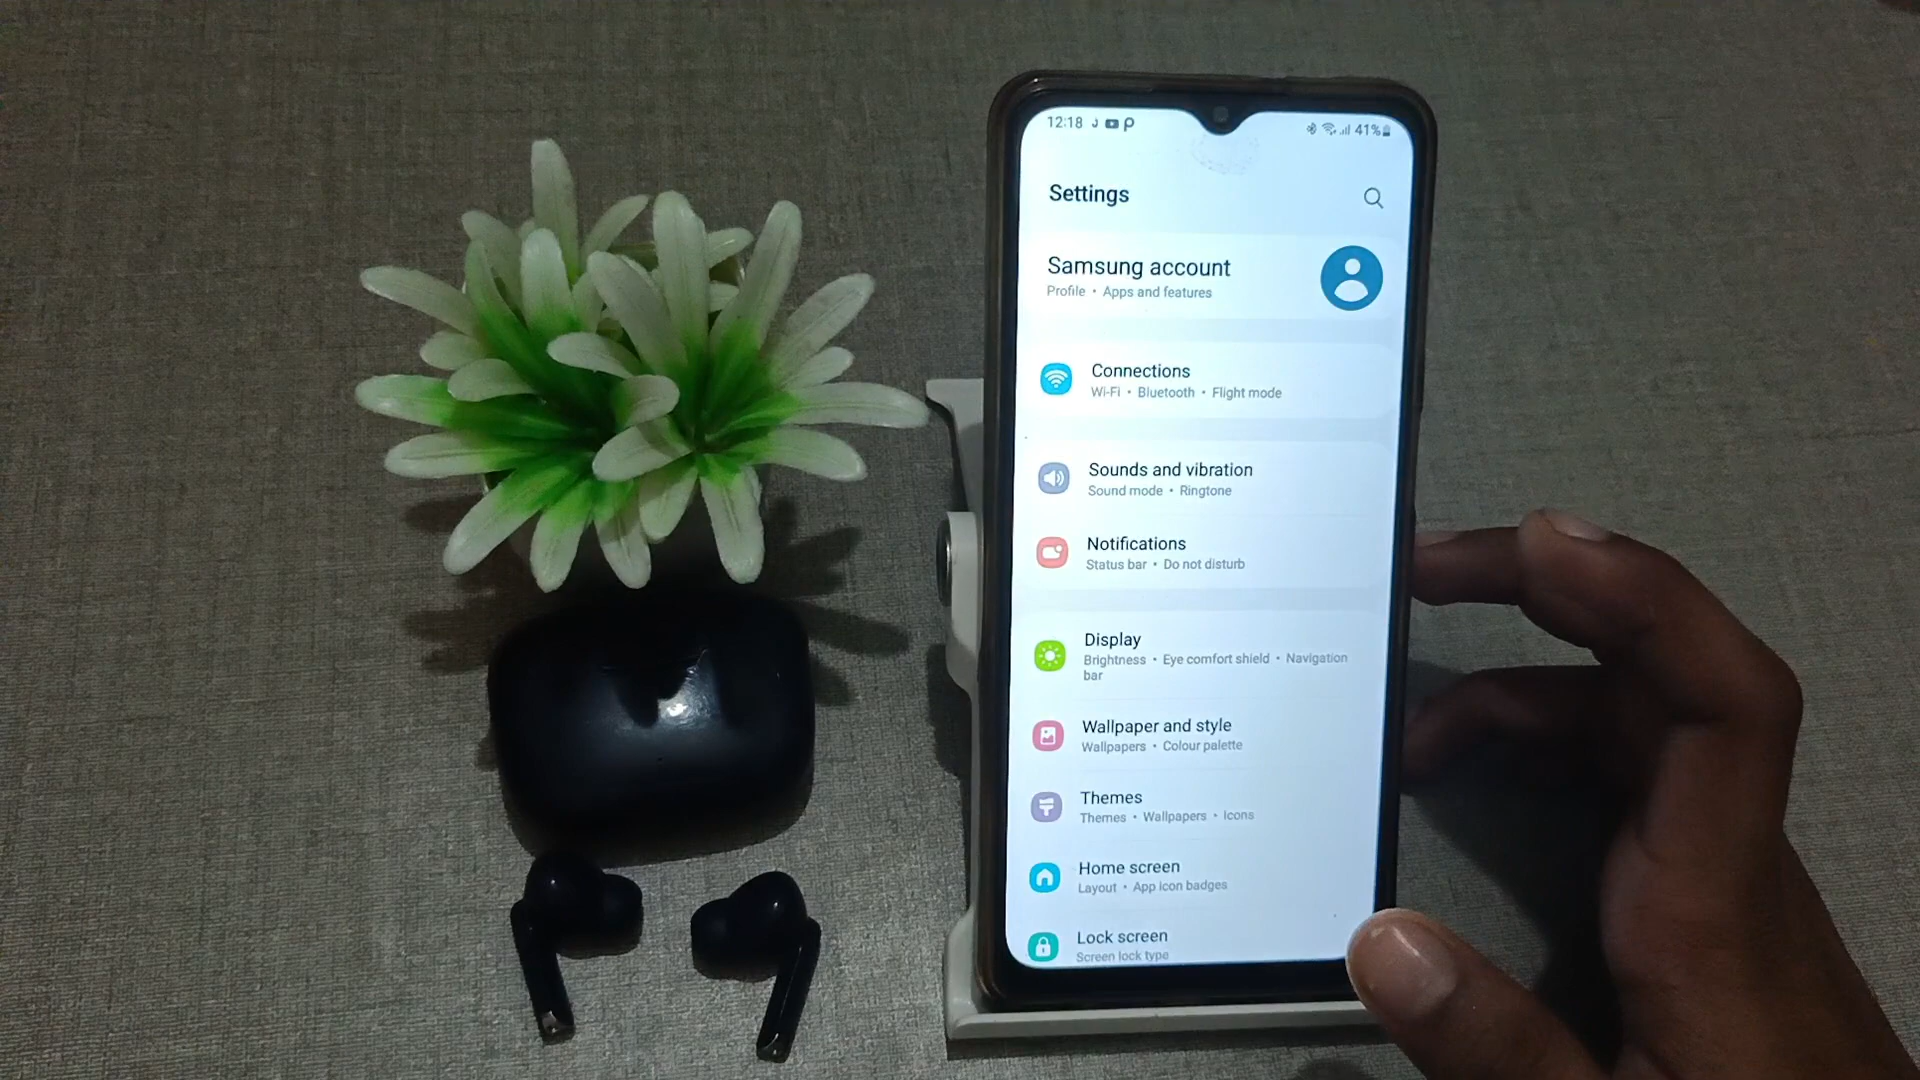 12:18
41%
Settings
Samsung account
Profile • Apps and features
Connections
Wi-Fi • Bluetooth • Flight mode
Sounds and vibration
Sound mode • Ringtone
Notifications
Status bar • Do not disturb
Display
Brightness • Eye comfort shield • Navigation
bar
Wallpaper and style
Wallpapers • Colour palette
Themes
Themes • Wallpapers • Icons
Home screen
Layout • App icon badges
Lock screen
Screen lock type